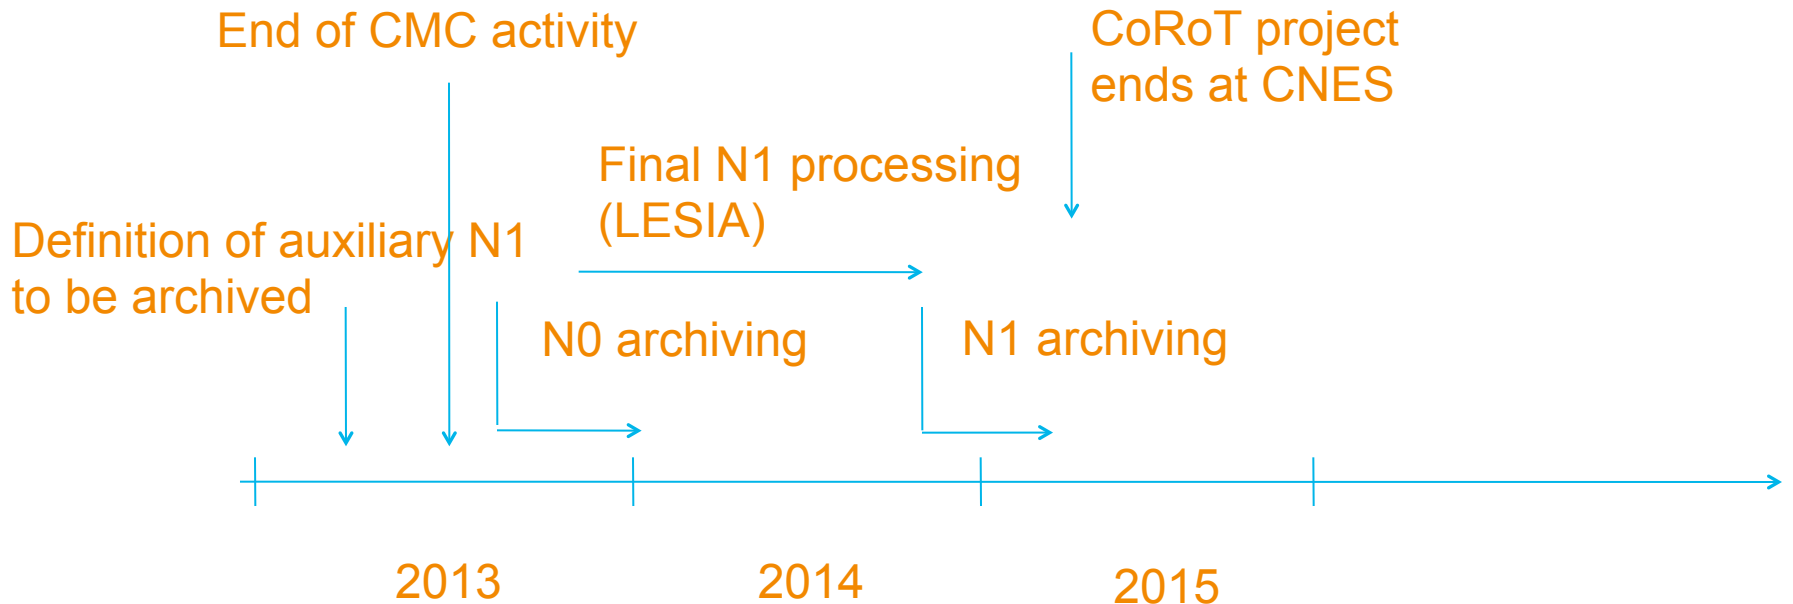 End of CMC activity
CoRoT project
ends at CNES
Final N1 processing
(LESIA)
Definition of auxiliary N1
to be archived
N0 archiving
N1 archiving
2013
2014
2015